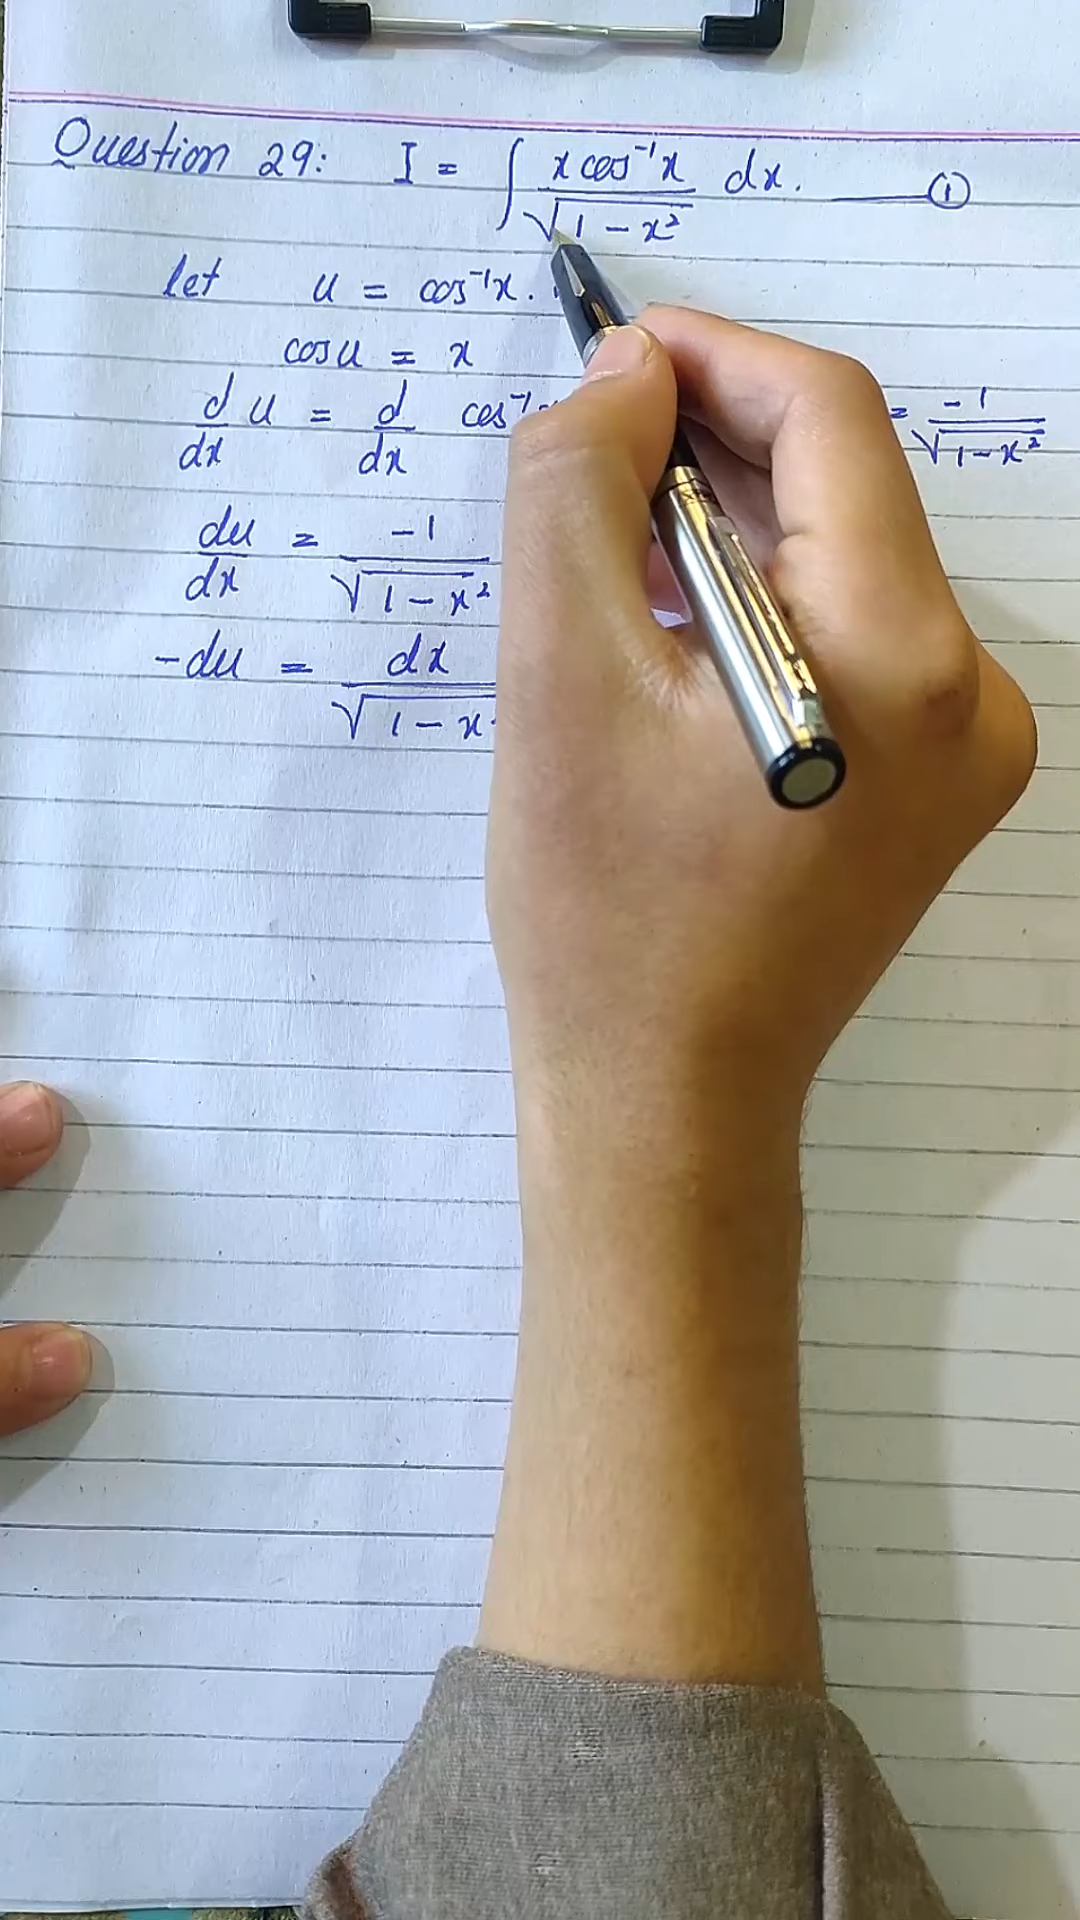 Question 29: I = ∫ x cos⁻¹x / √(1 - x²) dx. ——①
let u = cos⁻¹x.
cosu = x
d/dx u = d/dx cos⁻¹ = -1/√(1-x²)
du/dx = -1/√(1-x²)
-du = dx/√(1-x